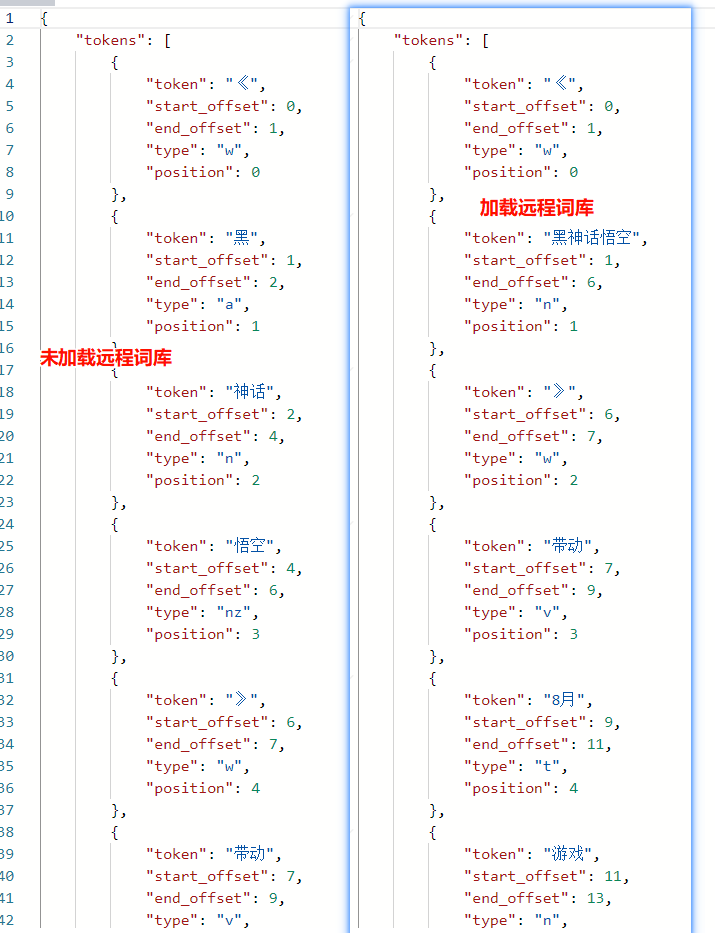 1 {
2 "tokens": [
3 {
4 "token": "《",
5 "start_offset": 0,
6 "end_offset": 1,
7 "type": "w",
8 "position": 0
9 },
10 {
11 "token": "黑",
12 "start_offset": 1,
13 "end_offset": 2,
14 "type": "a",
15 "position": 1
16 },
未加载远程词库
17 {
18 "token": "神话",
19 "start_offset": 2,
20 "end_offset": 4,
21 "type": "n",
22 "position": 2
23 },
24 {
25 "token": "悟空",
26 "start_offset": 4,
27 "end_offset": 6,
28 "type": "nz",
29 "position": 3
30 },
31 {
32 "token": "》",
33 "start_offset": 6,
34 "end_offset": 7,
35 "type": "w",
36 "position": 4
37 },
38 {
39 "token": "带动",
40 "start_offset": 7,
41 "end_offset": 9,
42 "type": "v",
{
"tokens": [
{
"token": "《",
"start_offset": 0,
"end_offset": 1,
"type": "w",
"position": 0
},
加载远程词库
{
"token": "黑神话悟空",
"start_offset": 1,
"end_offset": 6,
"type": "n",
"position": 1
},
{
"token": "》",
"start_offset": 6,
"end_offset": 7,
"type": "w",
"position": 2
},
{
"token": "带动",
"start_offset": 7,
"end_offset": 9,
"type": "v",
"position": 3
},
{
"token": "8月",
"start_offset": 9,
"end_offset": 11,
"type": "t",
"position": 4
},
{
"token": "游戏",
"start_offset": 11,
"end_offset": 13,
"type": "n",